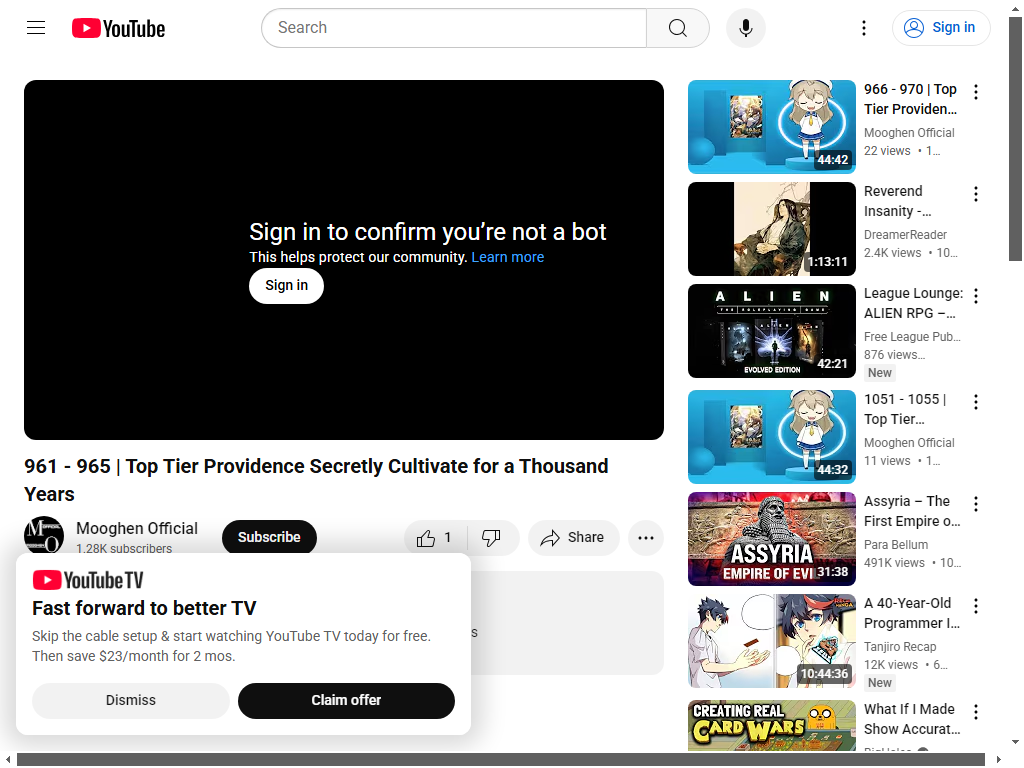 YouTube
Search
Sign in
Sign in to confirm you’re not a bot
This helps protect our community. Learn more
Sign in
961 - 965 | Top Tier Providence Secretly Cultivate for a Thousand
Years
Mooghen Official
1.28K subscribers
Subscribe
1
Share
s
YouTube TV
Fast forward to better TV
Skip the cable setup & start watching YouTube TV today for free.
Then save $23/month for 2 mos.
Dismiss
Claim offer
44:42
966 - 970 | Top
Tier Providen...
Mooghen Official
22 views • 1...
1:13:11
Reverend
Insanity -...
DreamerReader
2.4K views • 10...
ALIEN
THE ROLEPLAYING GAME
EVOLVED EDITION
42:21
League Lounge:
ALIEN RPG –...
Free League Pub...
876 views...
New
44:32
1051 - 1055 |
Top Tier...
Mooghen Official
11 views • 1...
ASSYRIA
EMPIRE OF EVI
31:38
Assyria – The
First Empire o...
Para Bellum
491K views • 10...
10:44:36
A 40-Year-Old
Programmer I...
Tanjiro Recap
12K views • 6...
New
CREATING REAL
CARD WARS
What If I Made
Show Accurat...